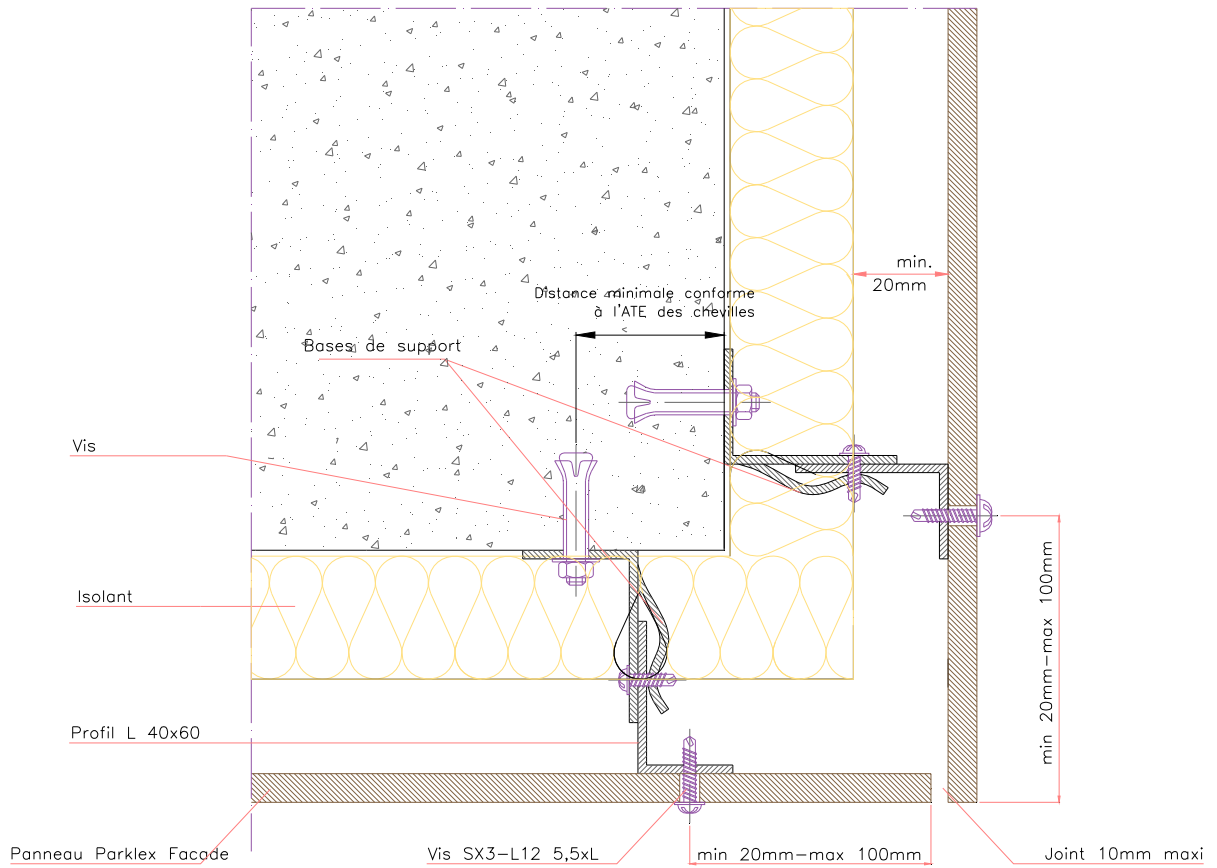 min.
20mm
Distance minimale conforme
à l'ATE des chevilles
Bases de support
Vis
Isolant
min 20mm-max 100mm
Profil L 40x60
Panneau Parklex Facade
Vis SX3-L12 5,5xL
min 20mm-max 100mm
Joint 10mm maxi